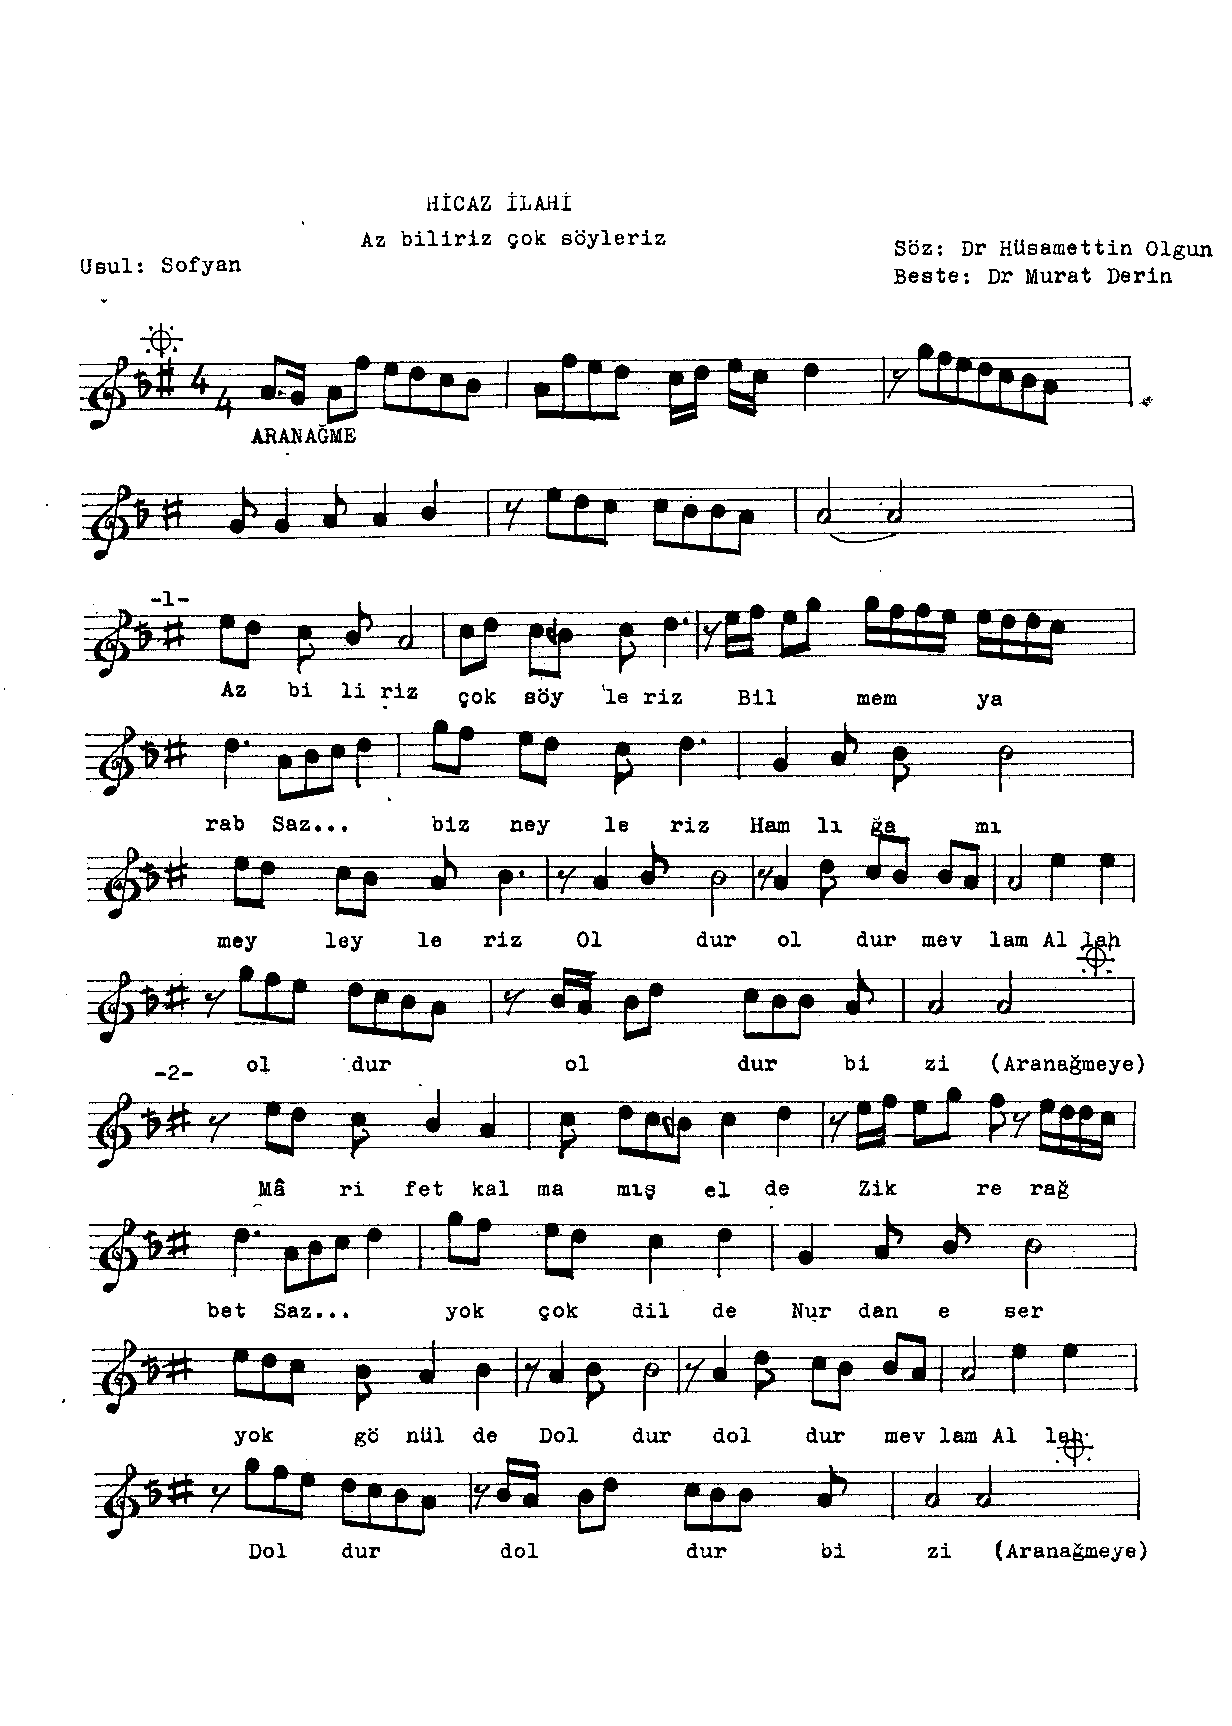 HİCAZ İLAHİ
Az biliriz çok söyleriz
Usul: Sofyan
Söz: Dr Hüsamettin Olgun
Beste: Dr Murat Derin
4
4
ARANAĞME
-1-
Az bi li riz çok söy le riz Bil mem ya
rab Saz... biz ney le riz Ham lı ğa mı
mey ley le riz Ol dur ol dur mev lam Al lah
ol dur ol dur bi zi (Aranağmeye)
-2-
Mâ ri fet kal ma mış el de Zik re rağ
bet Saz... yok çok dil de Nur dan e ser
yok gö nül de Dol dur dol dur mev lam Al lah
Dol dur dol dur bi zi (Aranağmeye)